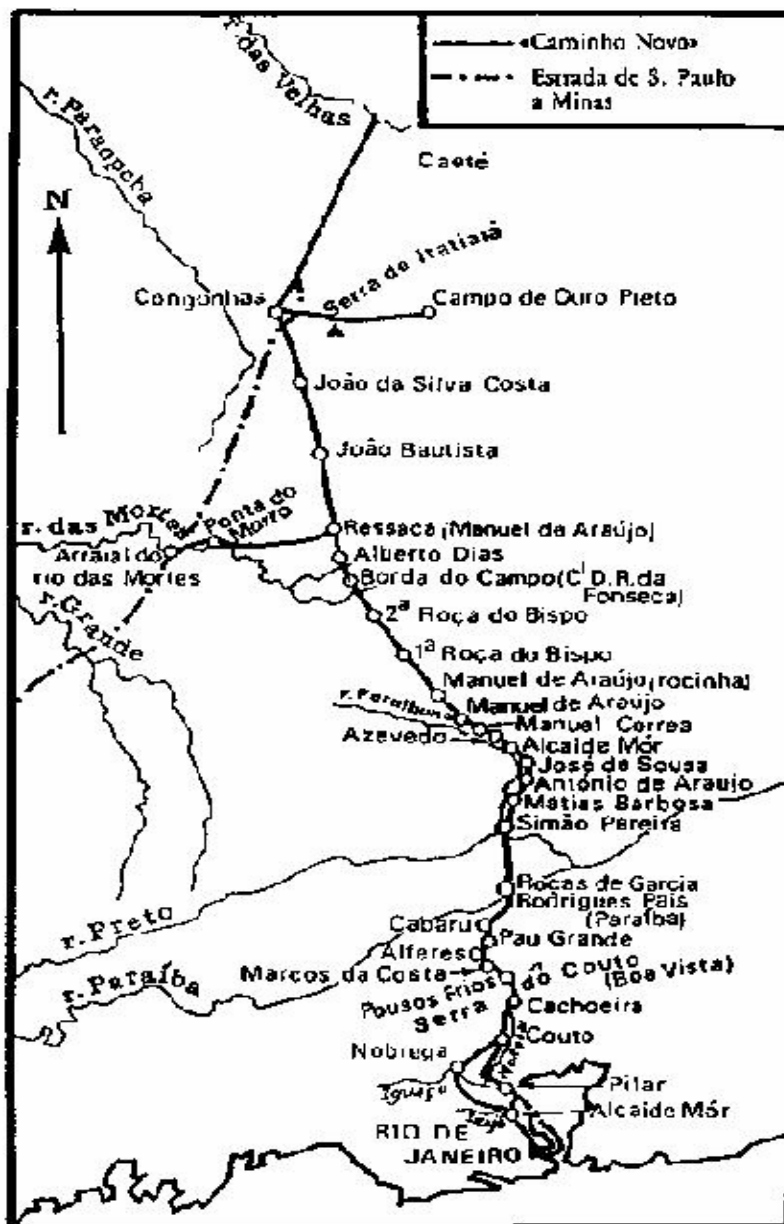 «Caminho Novo»
Estrada de S. Paulo
a Minas
r. das Velhas
r. Paraopeba
Caeté
N
Serra de Itatiaia
Congonhas
Campo de Ouro Preto
João da Silva Costa
João Bautista
r. das Mortes
Ponta do
Morro
Ressaca (Manuel de Araújo)
Arraial do
rio das Mortes
Alberto Dias
Borda do Campo (Cl D.R. da
Fonseca)
r. Grande
2ª Roça do Bispo
1ª Roça do Bispo
Manuel de Araújo (rocinha)
r. Paraibuna
Manuel de Araújo
Manuel Correa
Azevedo
Alcaide Mór
José de Sousa
António de Araujo
Matias Barbosa
Simão Pereira
Roças de Garcia
Rodrigues Pais
(Paraíba)
r. Preto
Cabaru
Pau Grande
Alferes
Marcos da Costa
r. Paraíba
Pousos Frios
Serra
do Couto
(Boa Vista)
Cachoeira
Couto
Nobrega
Pilar
Alcaide Mór
RIO DE
JANEIRO